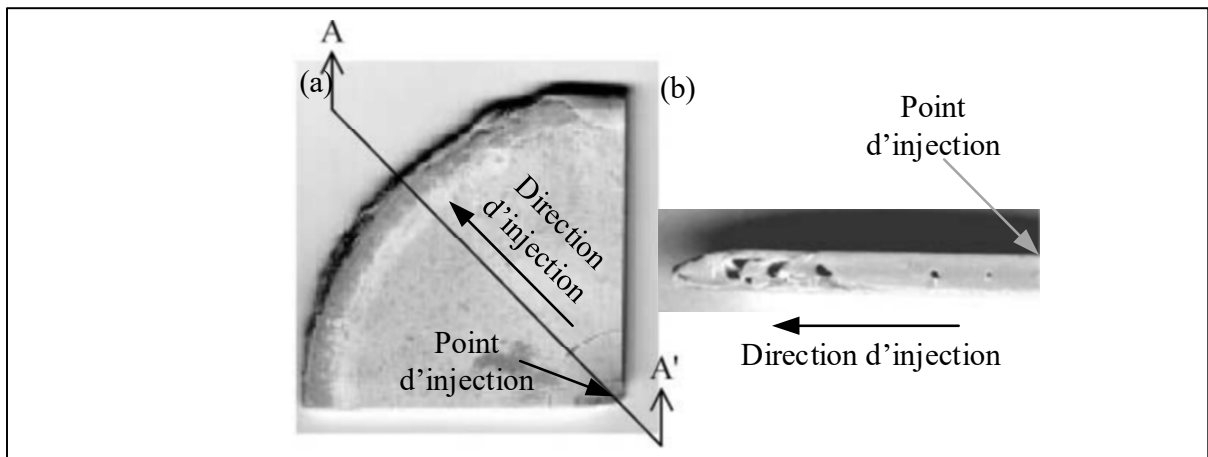 A
(a)
Direction
d'injection
Point
d'injection
A'
(b)
Point
d'injection
Direction d'injection